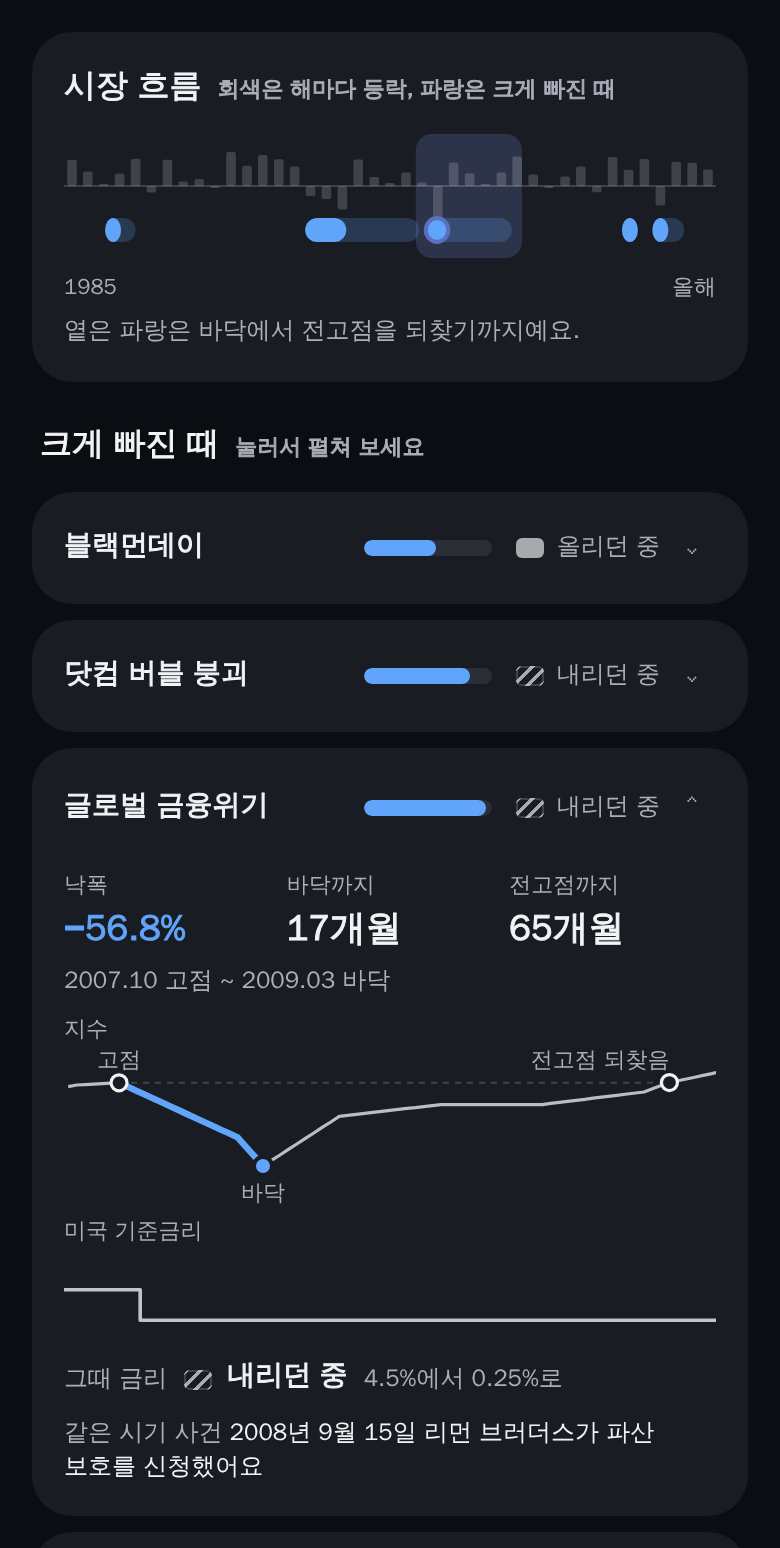 시장 흐름 회색은 해마다 등락, 파랑은 크게 빠진 때
1985 올해
옅은 파랑은 바닥에서 전고점을 되찾기까지예요.
크게 빠진 때 눌러서 펼쳐 보세요
블랙먼데이 올리던 중
닷컴 버블 붕괴 내리던 중
글로벌 금융위기 내리던 중
낙폭 바닥까지 전고점까지
−56.8% 17개월 65개월
2007.10 고점 ~ 2009.03 바닥
지수
고점 전고점 되찾음
바닥
미국 기준금리
그때 금리 내리던 중 4.5%에서 0.25%로
같은 시기 사건 2008년 9월 15일 리먼 브러더스가 파산
보호를 신청했어요